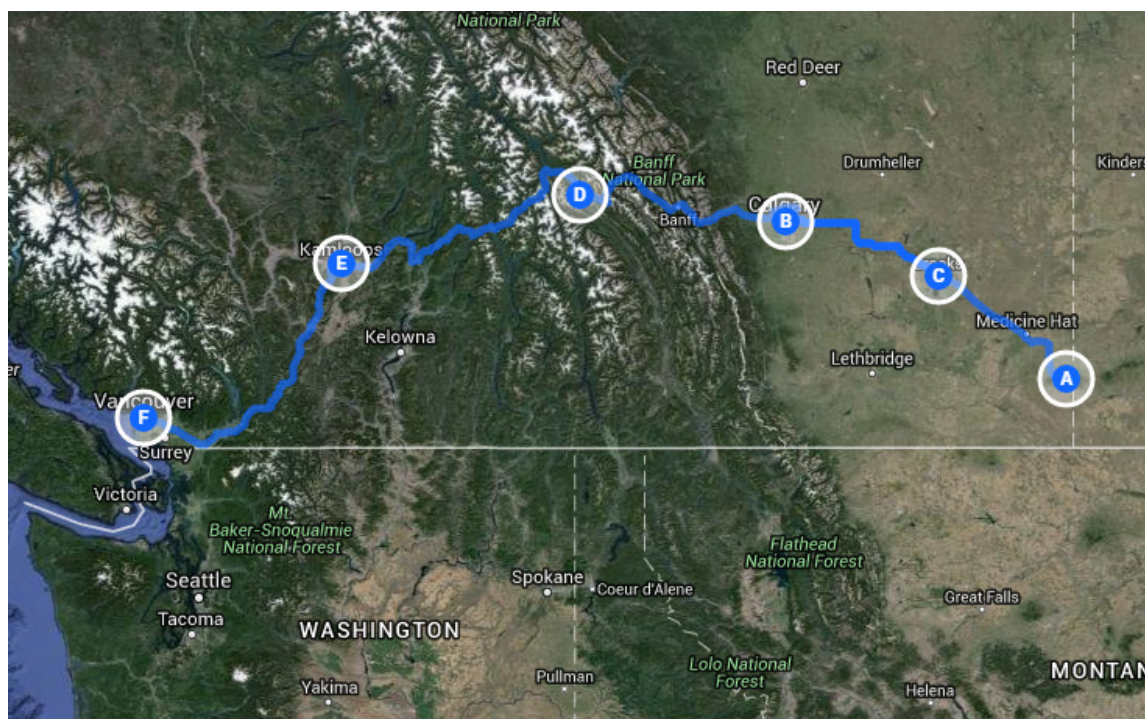 National Park
Red Deer
Drumheller
Kinders
Banff
National Park
D
Banff
Calgary
B
Kamloops
E
Brooks
C
Medicine Hat
Kelowna
Lethbridge
A
Vancouver
F
Surrey
Victoria
Mt.
Baker-Snoqualmie
National Forest
Flathead
National Forest
Seattle
Spokane
Coeur d'Alene
Great Falls
Tacoma
WASHINGTON
Lolo National
Forest
MONTAN
Pullman
Yakima
Helena